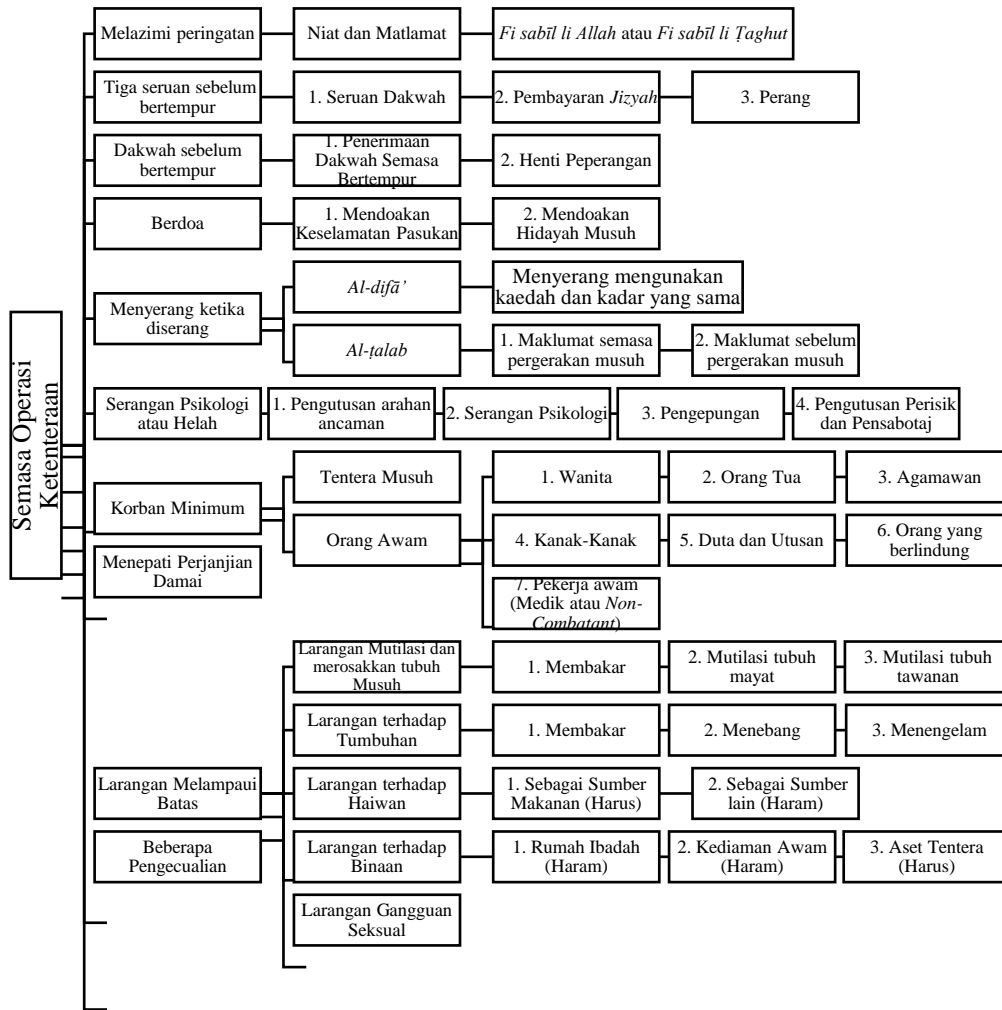 Semasa Operasi
Ketenteraan
Melazimi peringatan
Niat dan Matlamat
Fi sabīl li Allah atau Fi sabīl li Ṭaghut
Tiga seruan sebelum
bertempur
1. Seruan Dakwah
2. Pembayaran Jizyah
3. Perang
Dakwah sebelum
bertempur
1. Penerimaan
Dakwah Semasa
Bertempur
2. Henti Peperangan
Berdoa
1. Mendoakan
Keselamatan Pasukan
2. Mendoakan
Hidayah Musuh
Menyerang ketika
diserang
Al-difā’
Menyerang mengunakan
kaedah dan kadar yang sama
Al-ṭalab
1. Maklumat semasa
pergerakan musuh
2. Maklumat sebelum
pergerakan musuh
Serangan Psikologi
atau Helah
1. Pengutusan arahan
ancaman
2. Serangan Psikologi
3. Pengepungan
4. Pengutusan Perisik
dan Pensabotaj
Korban Minimum
Tentera Musuh
Orang Awam
1. Wanita
2. Orang Tua
3. Agamawan
4. Kanak-Kanak
5. Duta dan Utusan
6. Orang yang
berlindung
7. Pekerja awam
(Medik atau Non-
Combatant)
Menepati Perjanjian
Damai
Larangan Melampaui
Batas
Larangan Mutilasi dan
merosakkan tubuh
Musuh
1. Membakar
2. Mutilasi tubuh
mayat
3. Mutilasi tubuh
tawanan
Larangan terhadap
Tumbuhan
1. Membakar
2. Menebang
3. Menengelam
Larangan terhadap
Haiwan
1. Sebagai Sumber
Makanan (Harus)
2. Sebagai Sumber
lain (Haram)
Larangan terhadap
Binaan
1. Rumah Ibadah
(Haram)
2. Kediaman Awam
(Haram)
3. Aset Tentera
(Harus)
Larangan Gangguan
Seksual
Beberapa
Pengecualian